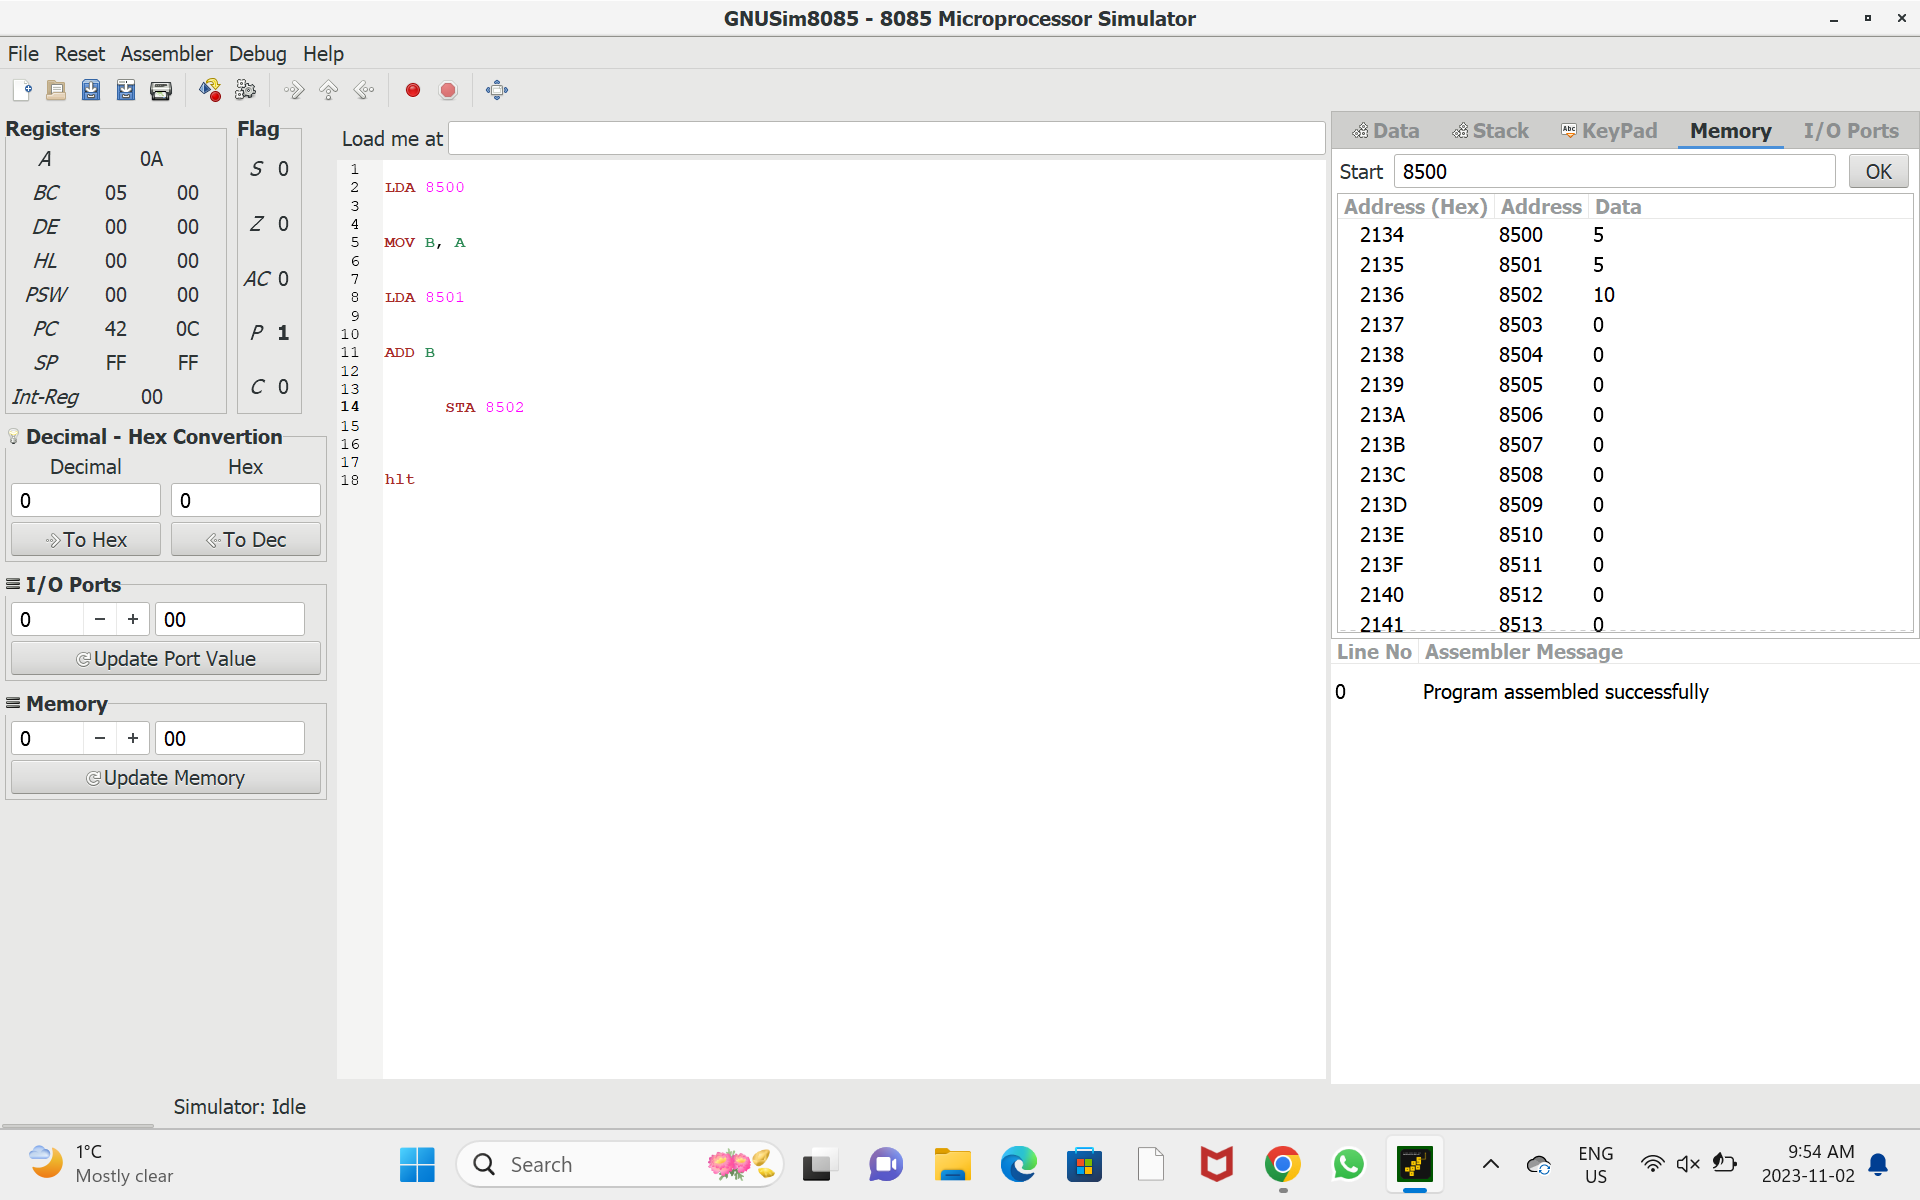 GNUSim8085 - 8085 Microprocessor Simulator
File Reset Assembler Debug Help
Registers
A 0A
BC 05 00
DE 00 00
HL 00 00
PSW 00 00
PC 42 0C
SP FF FF
Int-Reg 00
Flag
S 0
Z 0
AC 0
P 1
C 0
Decimal - Hex Convertion
Decimal Hex
0 0
To Hex To Dec
I/O Ports
0 − + 00
Update Port Value
Memory
0 − + 00
Update Memory
Simulator: Idle
Load me at
1
2 LDA 8500
3
4
5 MOV B, A
6
7
8 LDA 8501
9
10
11 ADD B
12
13
14 STA 8502
15
16
17
18 hlt
Data Stack Abc KeyPad Memory I/O Ports
Start 8500 OK
Address (Hex) Address Data
2134 8500 5
2135 8501 5
2136 8502 10
2137 8503 0
2138 8504 0
2139 8505 0
213A 8506 0
213B 8507 0
213C 8508 0
213D 8509 0
213E 8510 0
213F 8511 0
2140 8512 0
2141 8513 0
Line No Assembler Message
0 Program assembled successfully
1°C
Mostly clear
Search
ENG
US
9:54 AM
2023-11-02